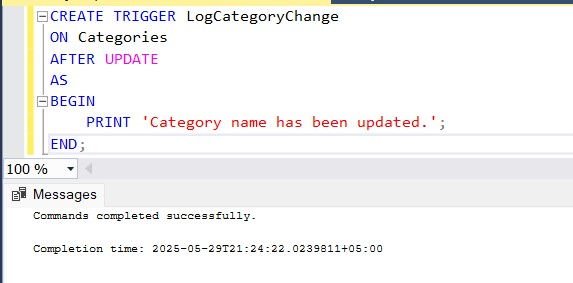 CREATE TRIGGER LogCategoryChange
ON Categories
AFTER UPDATE
AS
BEGIN
    PRINT 'Category name has been updated.';
END;
100 %
Messages
Commands completed successfully.
Completion time: 2025-05-29T21:24:22.0239811+05:00